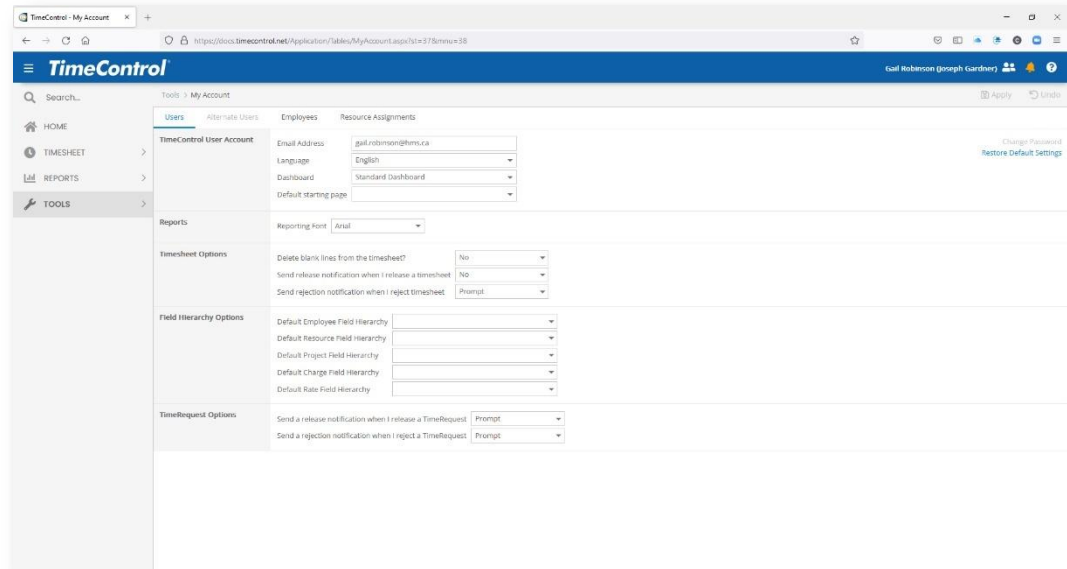 TimeControl - My Account
https://docs.timecontrol.net/Application/Tables/MyAccount.aspx?st=37&mnu=38
TimeControl
Gail Robinson (Joseph Gardner)
Search...
Tools > My Account
Apply
Undo
HOME
TIMESHEET
REPORTS
TOOLS
Users
Alternate Users
Employees
Resource Assignments
TimeControl User Account
Email Address
gail.robinson@hms.ca
Language
English
Dashboard
Standard Dashboard
Default starting page
Change Password
Restore Default Settings
Reports
Reporting Font
Arial
Timesheet Options
Delete blank lines from the timesheet?
No
Send release notification when I release a timesheet
No
Send rejection notification when I reject timesheet
Prompt
Field Hierarchy Options
Default Employee Field Hierarchy
Default Resource Field Hierarchy
Default Project Field Hierarchy
Default Charge Field Hierarchy
Default Rate Field Hierarchy
TimeRequest Options
Send a release notification when I release a TimeRequest
Prompt
Send a rejection notification when I reject a TimeRequest
Prompt